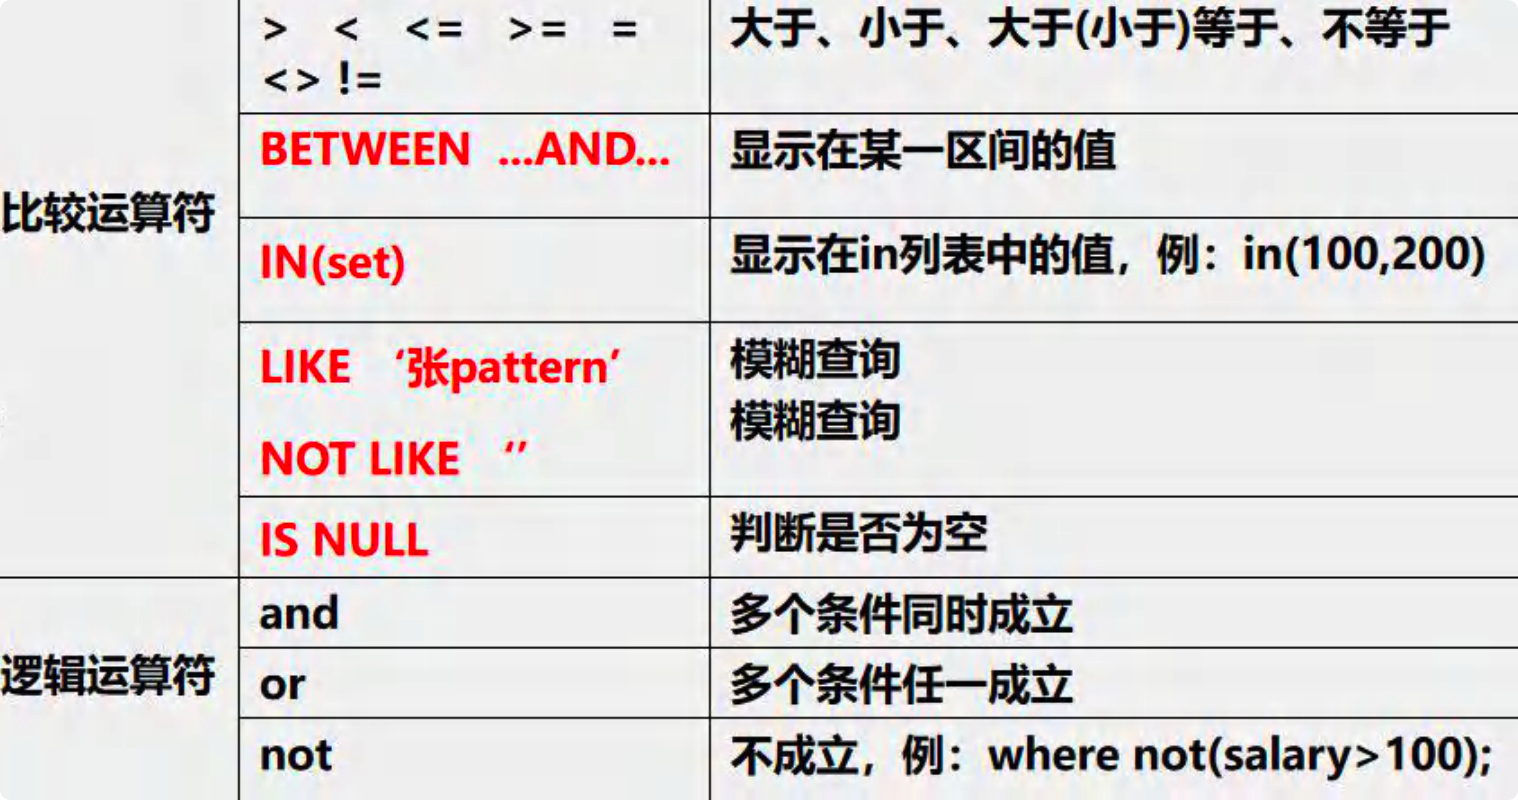 > < <= >= =
<> !=
大于、小于、大于(小于)等于、不等于
比较运算符
BETWEEN ...AND...
显示在某一区间的值
IN(set)
显示在in列表中的值，例：in(100,200)
LIKE ‘张pattern’
NOT LIKE ‘’
模糊查询
模糊查询
IS NULL
判断是否为空
逻辑运算符
and
多个条件同时成立
or
多个条件任一成立
not
不成立，例：where not(salary>100);